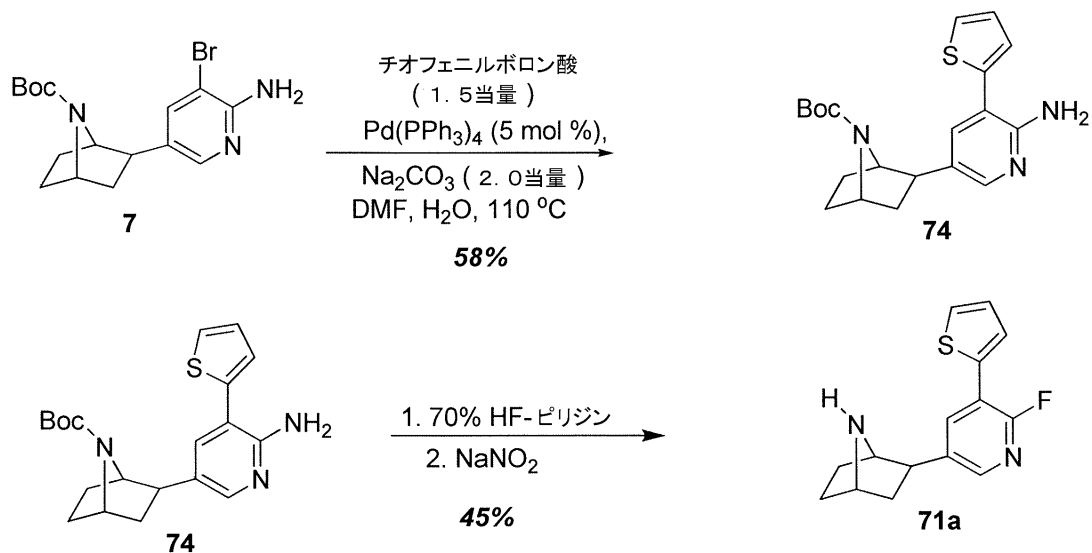 Br
Boc
N
NH₂
N
7
チオフェニルボロン酸
(1.5当量)
Pd(PPh₃)₄ (5 mol %),
Na₂CO₃(2.0当量)
DMF, H₂O, 110 ºC
58%
S
Boc
N
NH₂
N
74
S
Boc
N
NH₂
N
74
1. 70% HF-ピリジン
2. NaNO₂
45%
S
H
N
F
N
71a